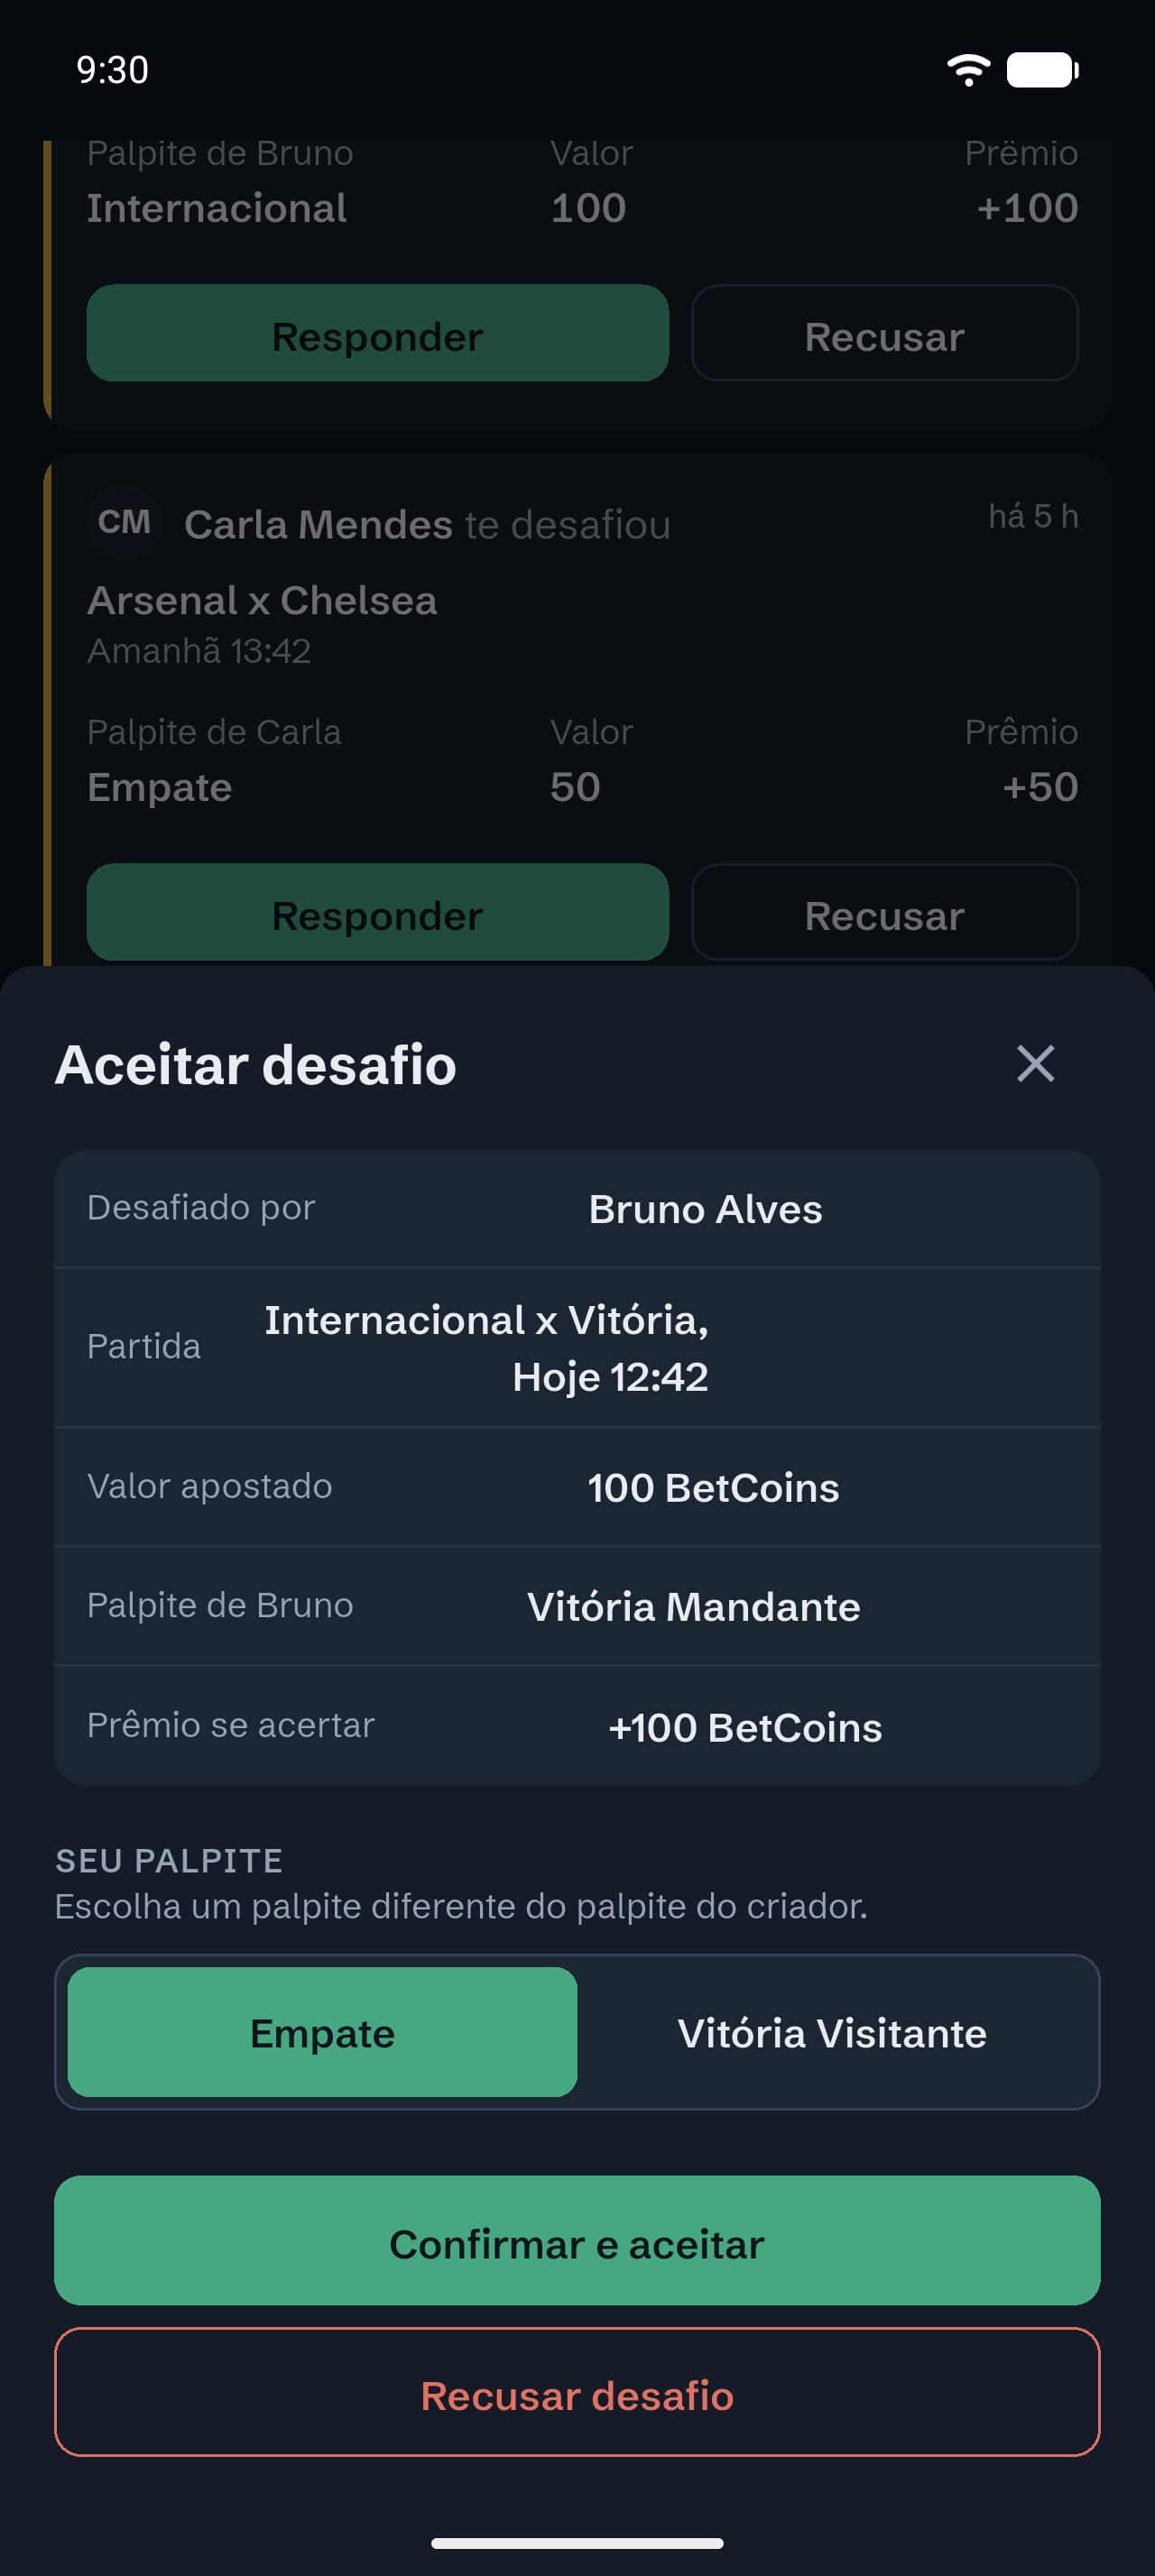 9:30
Palpite de Bruno Valor Prêmio
Internacional 100 +100
Responder Recusar
CM Carla Mendes te desafiou há 5 h
Arsenal x Chelsea
Amanhã 13:42
Palpite de Carla Valor Prêmio
Empate 50 +50
Responder Recusar
Aceitar desafio
Desafiado por Bruno Alves
Partida Internacional x Vitória,
Hoje 12:42
Valor apostado 100 BetCoins
Palpite de Bruno Vitória Mandante
Prêmio se acertar +100 BetCoins
SEU PALPITE
Escolha um palpite diferente do palpite do criador.
Empate Vitória Visitante
Confirmar e aceitar
Recusar desafio